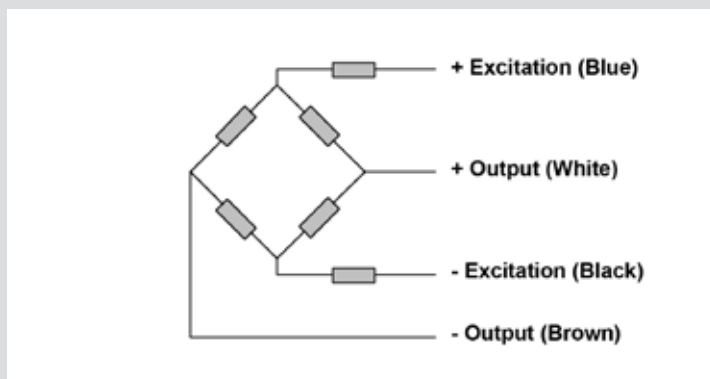 + Excitation (Blue)
+ Output (White)
- Excitation (Black)
- Output (Brown)